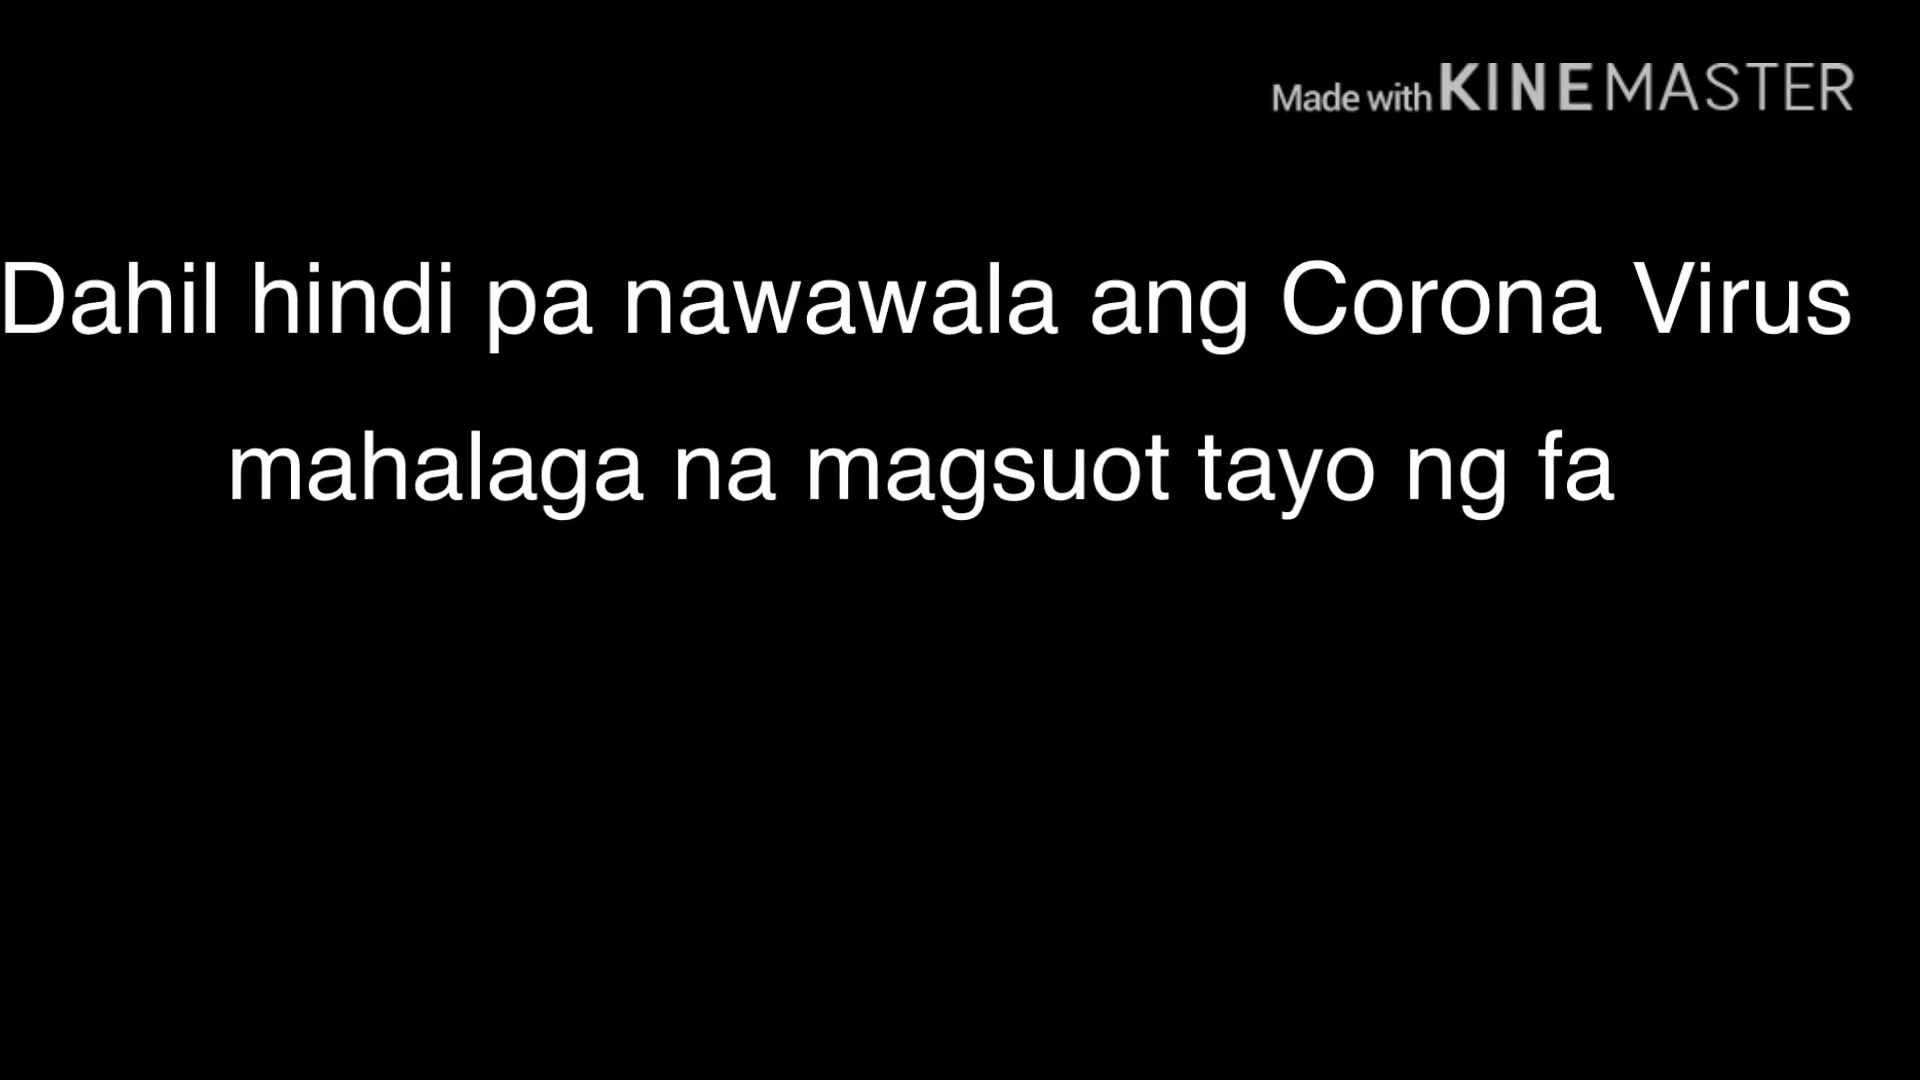 Made with KINEMASTER
Dahil hindi pa nawawala ang Corona Virus
mahalaga na magsuot tayo ng fa